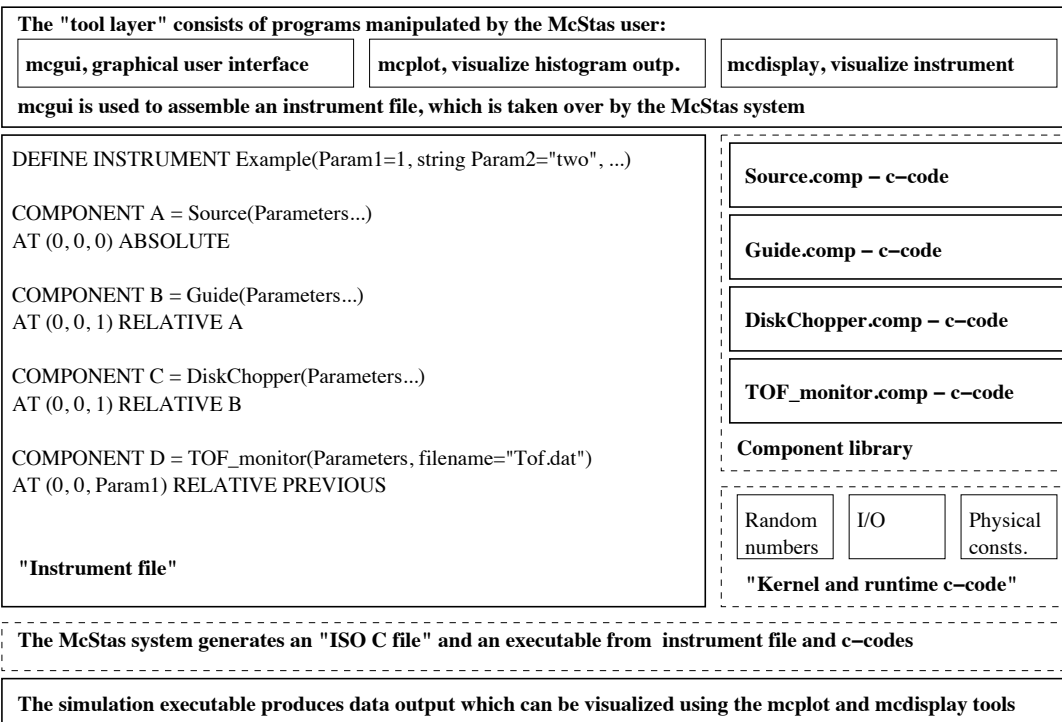 The "tool layer" consists of programs manipulated by the McStas user:
mcgui, graphical user interface
mcplot, visualize histogram outp.
mcdisplay, visualize instrument
mcgui is used to assemble an instrument file, which is taken over by the McStas system
DEFINE INSTRUMENT Example(Param1=1, string Param2="two", ...)
COMPONENT A = Source(Parameters...)
AT (0, 0, 0) ABSOLUTE
COMPONENT B = Guide(Parameters...)
AT (0, 0, 1) RELATIVE A
COMPONENT C = DiskChopper(Parameters...)
AT (0, 0, 1) RELATIVE B
COMPONENT D = TOF_monitor(Parameters, filename="Tof.dat")
AT (0, 0, Param1) RELATIVE PREVIOUS
"Instrument file"
Source.comp − c−code
Guide.comp − c−code
DiskChopper.comp − c−code
TOF_monitor.comp − c−code
Component library
Random
numbers
I/O
Physical
consts.
"Kernel and runtime c−code"
The McStas system generates an "ISO C file" and an executable from instrument file and c−codes
The simulation executable produces data output which can be visualized using the mcplot and mcdisplay tools